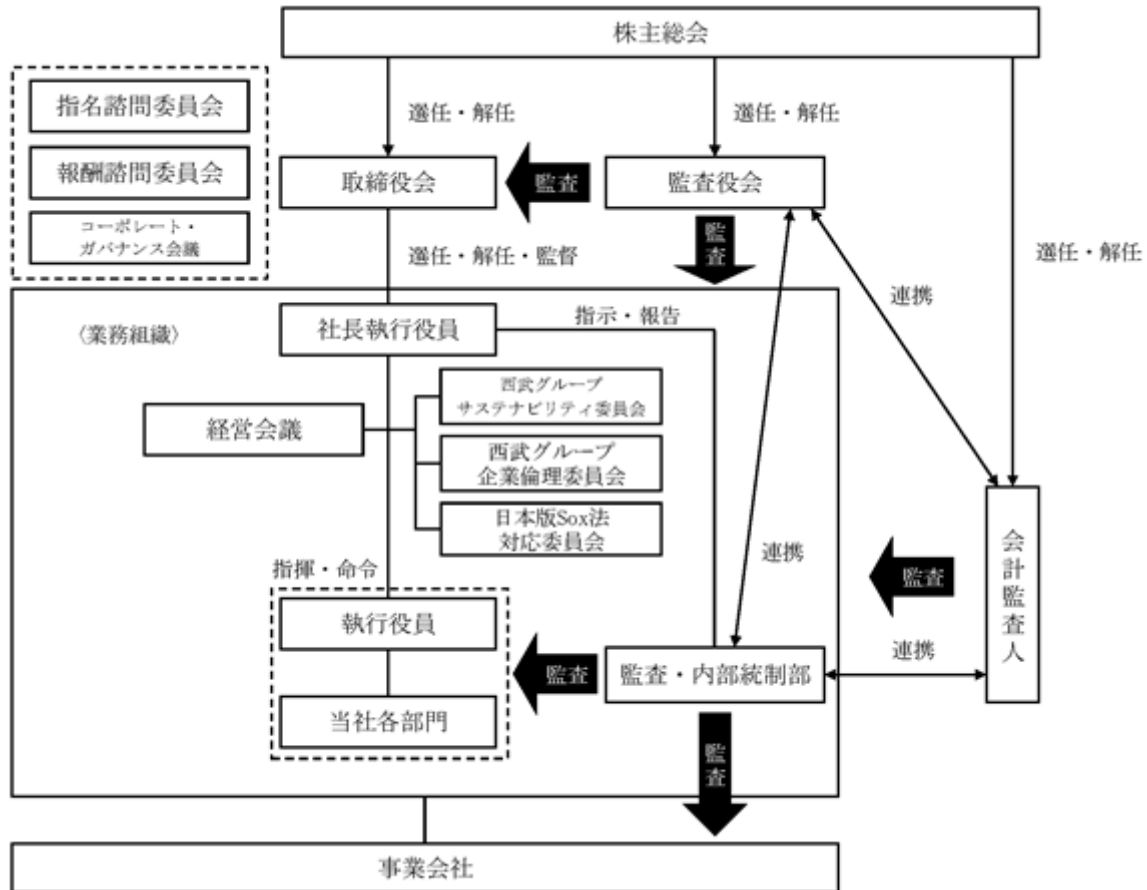 株主総会
指名諮問委員会
報酬諮問委員会
コーポレート・
ガバナンス会議
選任・解任
選任・解任
選任・解任
取締役会
監査
監査役会
監査
選任・解任・監督
連携
〈業務組織〉
社長執行役員
指示・報告
経営会議
西武グループ
サステナビリティ委員会
西武グループ
企業倫理委員会
日本版Sox法
対応委員会
連携
監査
会計監査人
指揮・命令
執行役員
当社各部門
監査
監査・内部統制部
連携
監査
事業会社